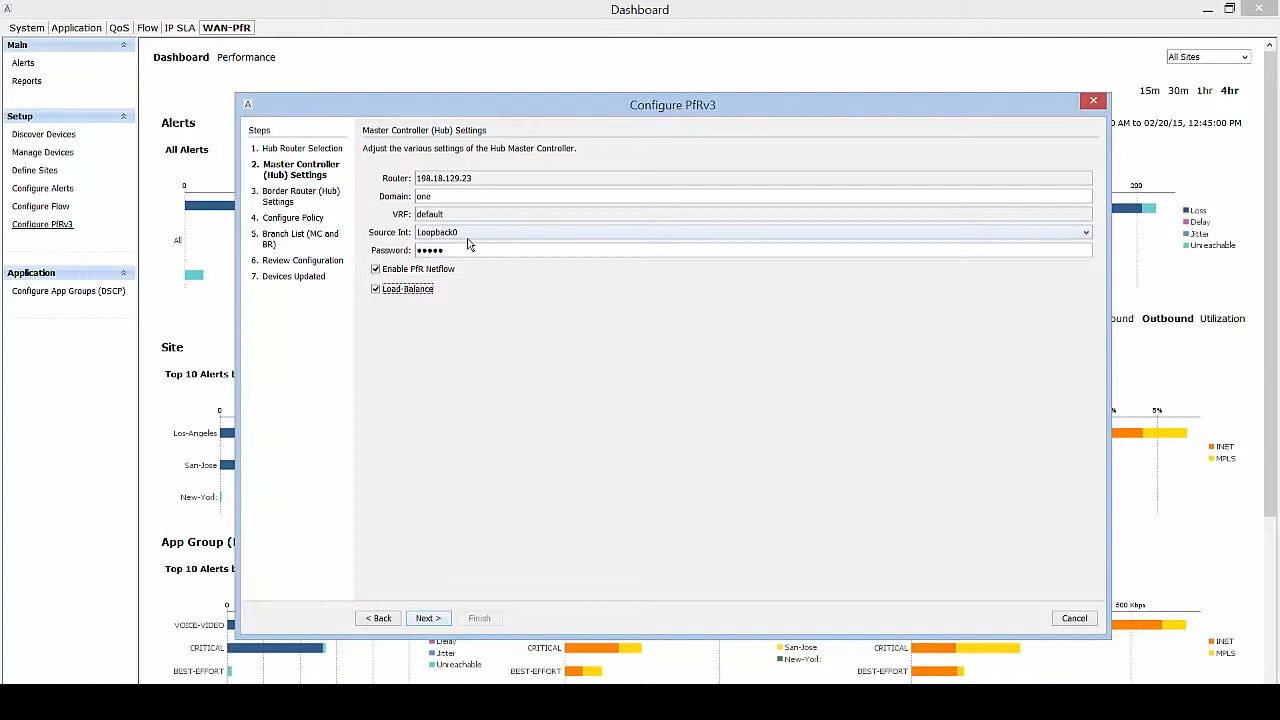 Dashboard
System Application QoS Flow IP SLA WAN-PfR
Main
Alerts
Reports
Setup
Discover Devices
Manage Devices
Define Sites
Configure Alerts
Configure Flow
Configure PfRv3
Application
Configure App Groups (DSCP)
Dashboard Performance
All Sites
15m 30m 1hr 4hr
0 AM to 02/20/15, 12:45:00 PM
Alerts
All Alerts
0
All
200
Loss
Delay
Jitter
Unreachable
Outbound Utilization
Site
Top 10 Alerts
0
Los-Angeles
San-Jose
New-York
5%
INET
MPLS
App Group
Top 10 Alerts
0
VOICE-VIDEO
CRITICAL
BEST-EFFORT
Delay
Jitter
Unreachable
CRITICAL
BEST-EFFORT
San-Jose
New-York
CRITICAL
BEST-EFFORT
500 Kbps
INET
MPLS
Configure PfRv3
Steps
1. Hub Router Selection
2. Master Controller
(Hub) Settings
3. Border Router (Hub)
Settings
4. Configure Policy
5. Branch List (MC and
BR)
6. Review Configuration
7. Devices Updated
Master Controller (Hub) Settings
Adjust the various settings of the Hub Master Controller.
Router: 198.18.129.23
Domain: one
VRF: default
Source Int: Loopback0
Password: •••••
Enable PfR Netflow
Load-Balance
< Back Next > Finish Cancel